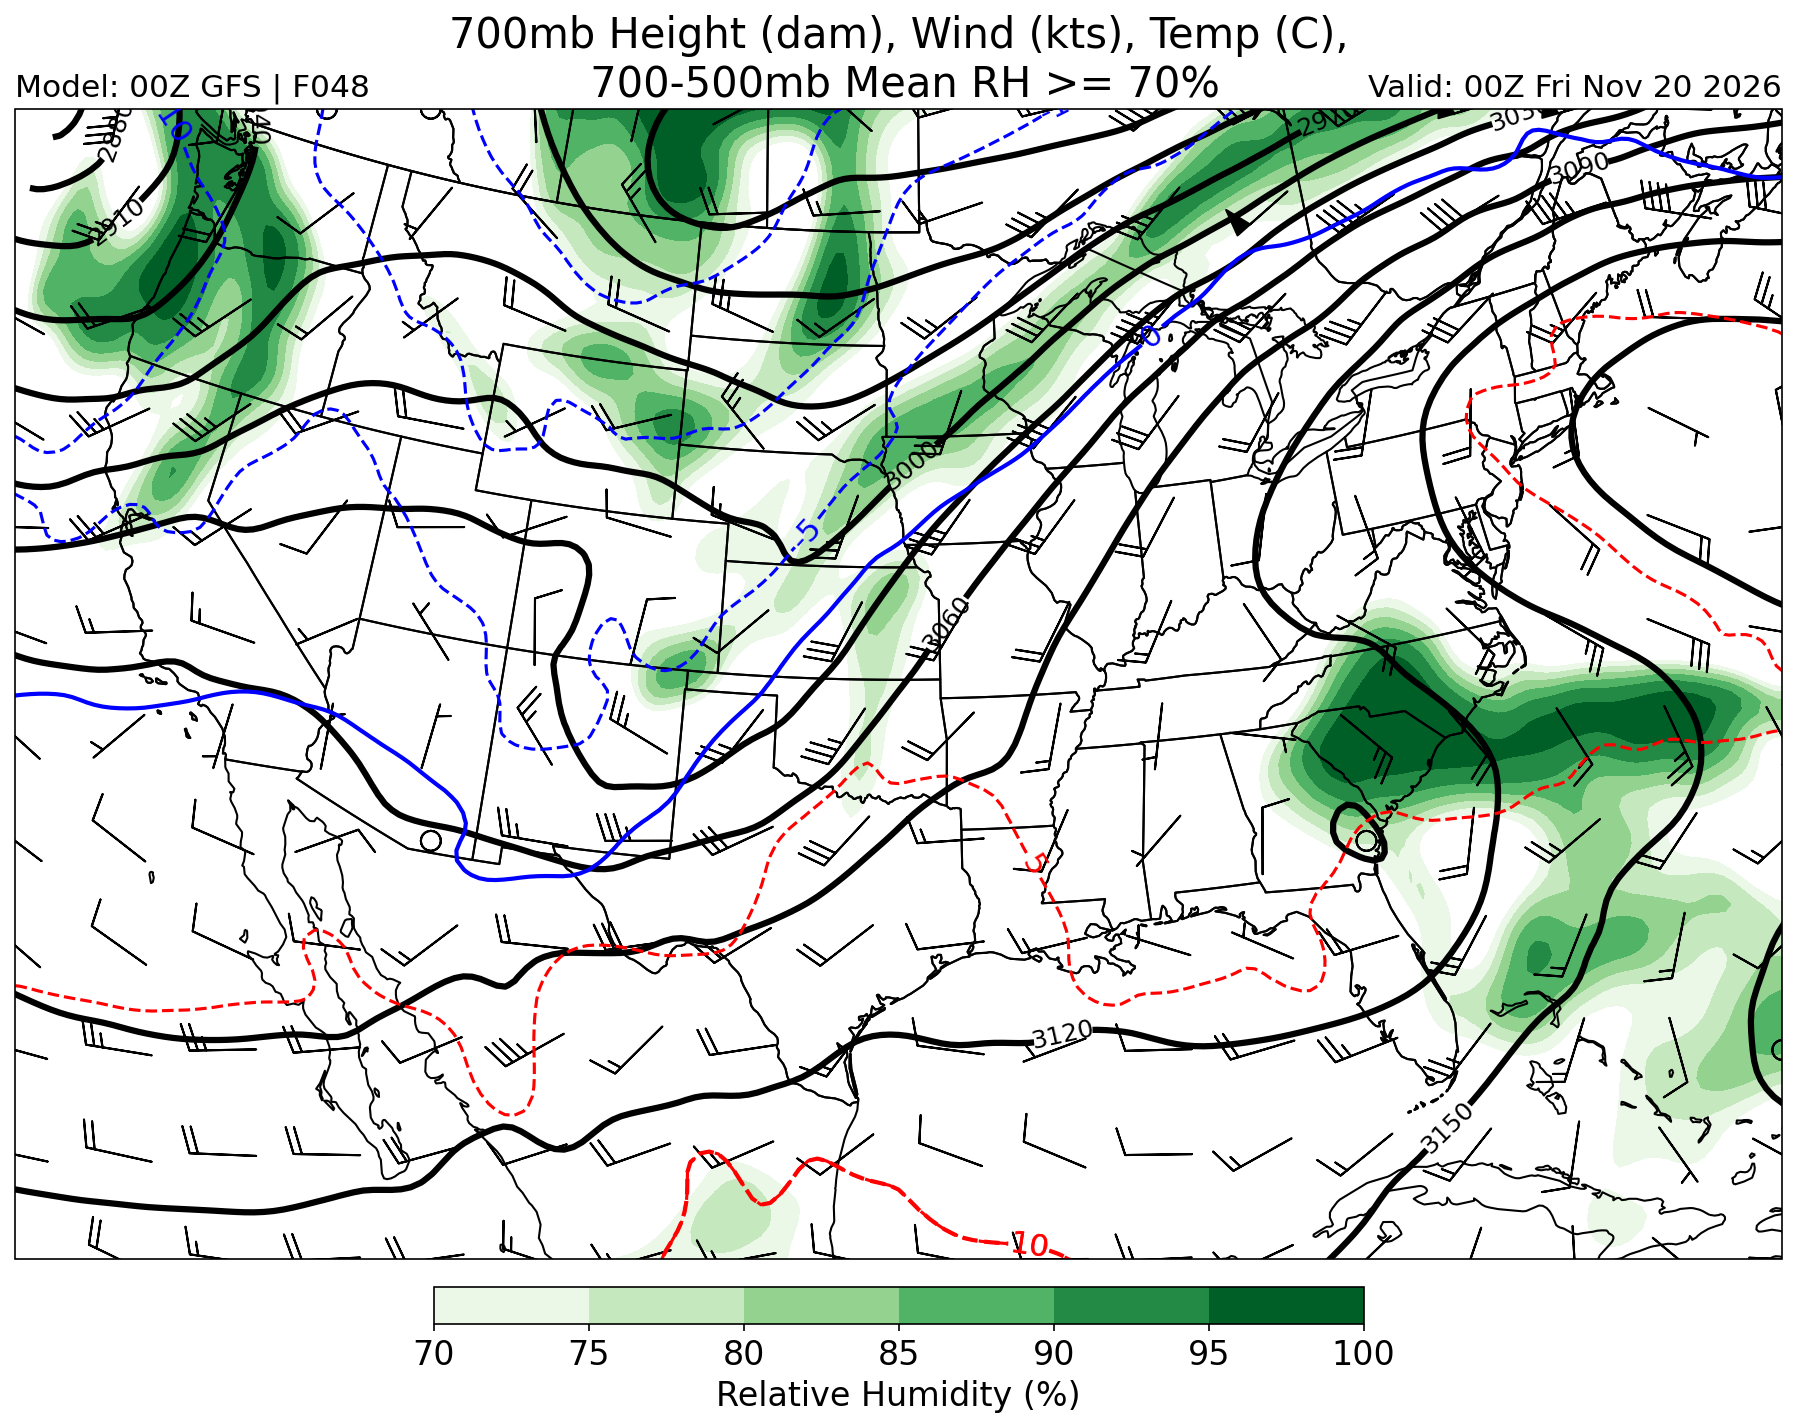 700mb Height (dam), Wind (kts), Temp (C),
700-500mb Mean RH >= 70%
Model: 00Z GFS | F048
Valid: 00Z Fri Nov 20 2026
2910
3050
0
3000
-5
3060
5
3120
3150
10
70 75 80 85 90 95 100
Relative Humidity (%)